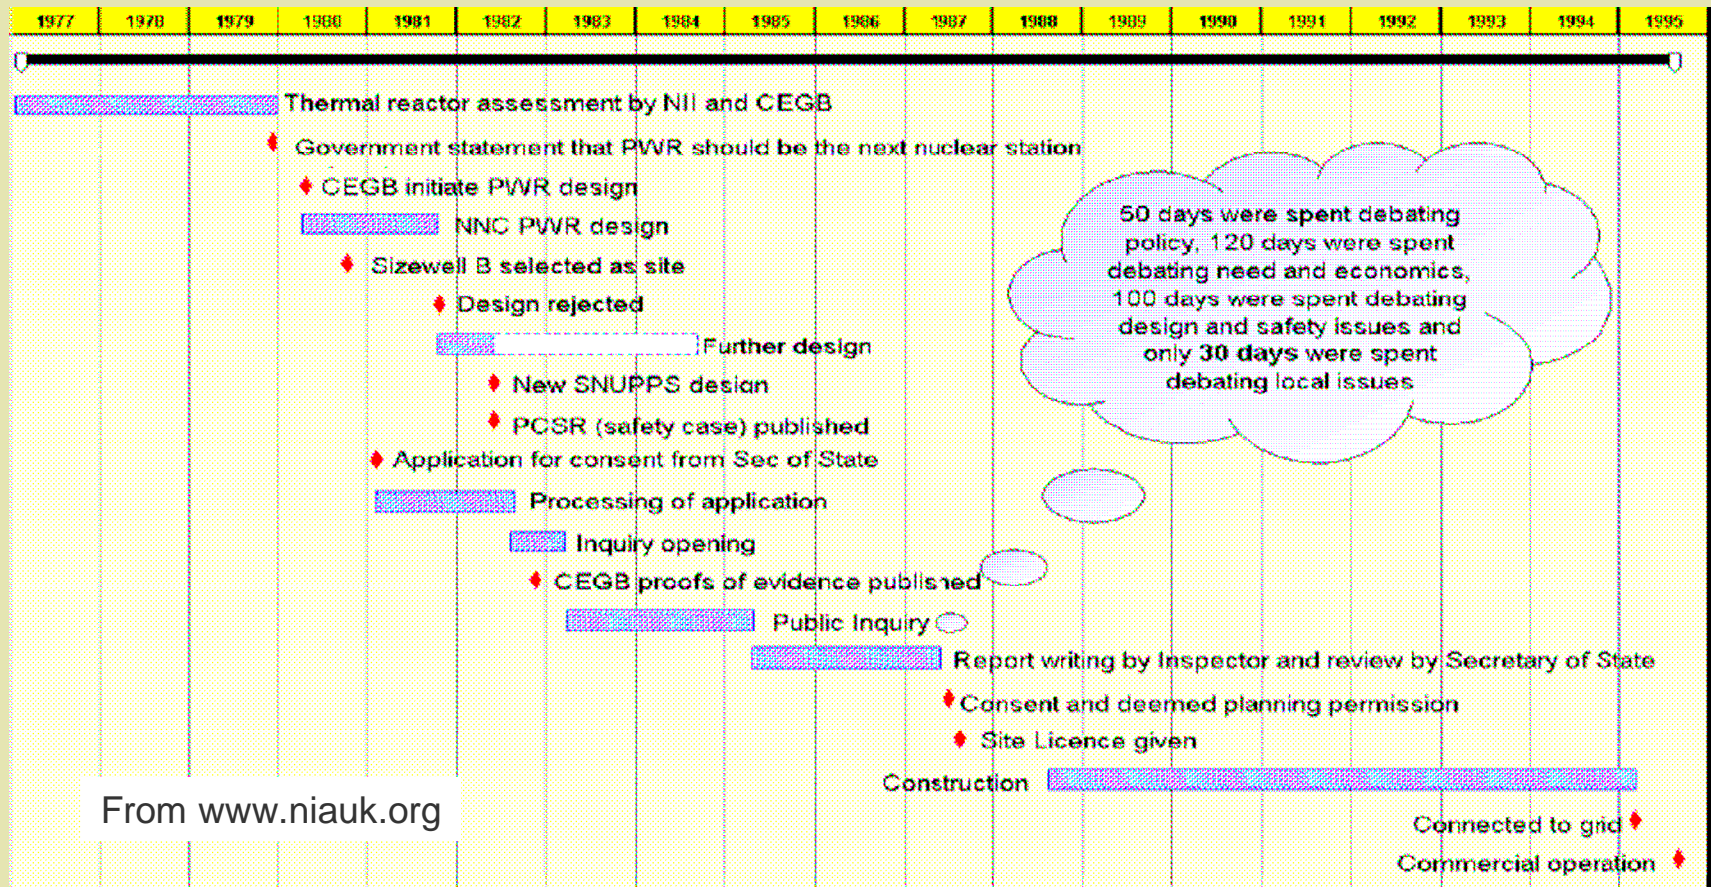 1977 1978 1979 1980 1981 1982 1983 1984 1985 1986 1987 1988 1989 1990 1991 1992 1993 1994 1995
Thermal reactor assessment by NII and CEGB
Government statement that PWR should be the next nuclear station
CEGB initiate PWR design
NNC PWR design
Sizewell B selected as site
Design rejected
Further design
New SNUPPS design
PCSR (safety case) published
Application for consent from Sec of State
Processing of application
Inquiry opening
CEGB proofs of evidence published
Public Inquiry
50 days were spent debating
policy, 120 days were spent
debating need and economics,
100 days were spent debating
design and safety issues and
only 30 days were spent
debating local issues
Report writing by Inspector and review by Secretary of State
Consent and deemed planning permission
Site Licence given
Construction
Connected to grid
Commercial operation
From www.niauk.org